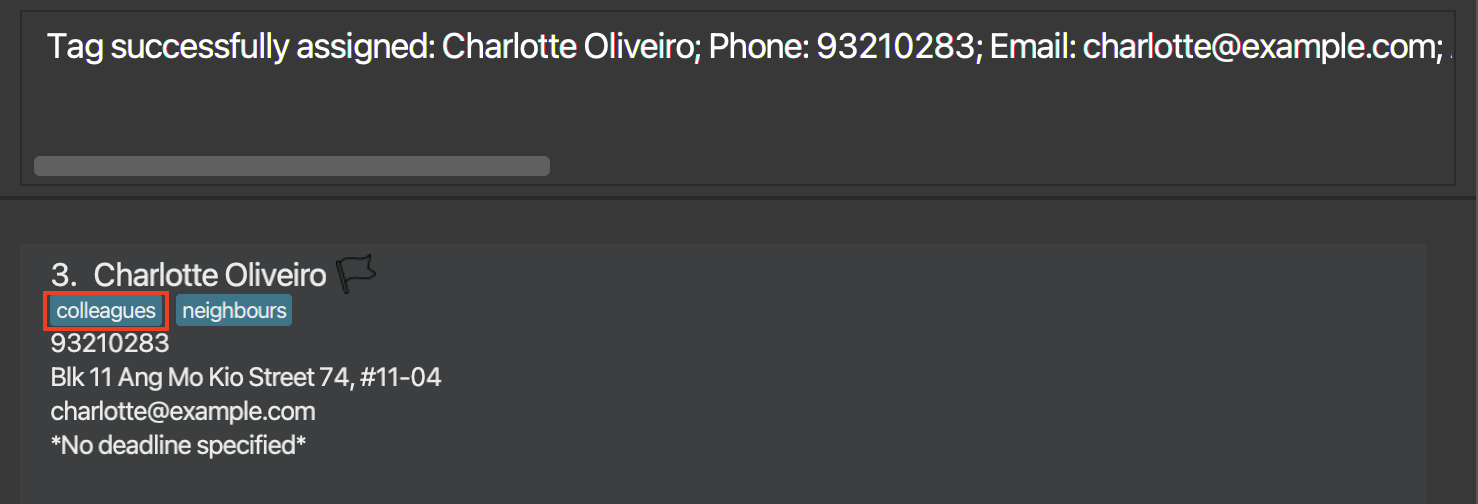 Tag successfully assigned: Charlotte Oliveiro; Phone: 93210283; Email: charlotte@example.com;
3. Charlotte Oliveiro
colleagues neighbours
93210283
Blk 11 Ang Mo Kio Street 74, #11-04
charlotte@example.com
*No deadline specified*